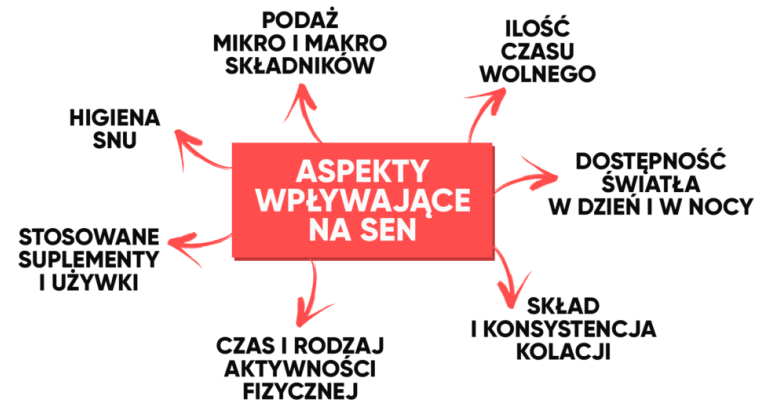 PODAŻ
MIKRO I MAKRO
SKŁADNIKÓW
ILOŚĆ
CZASU
WOLNEGO
HIGIENA
SNU
ASPEKTY
WPŁYWAJĄCE
NA SEN
DOSTĘPNOŚĆ
ŚWIATŁA
W DZIEŃ I W NOCY
STOSOWANE
SUPLEMENTY
I UŻYWKI
SKŁAD
I KONSYSTENCJA
KOLACJI
CZAS I RODZAJ
AKTYWNOŚCI
FIZYCZNEJ